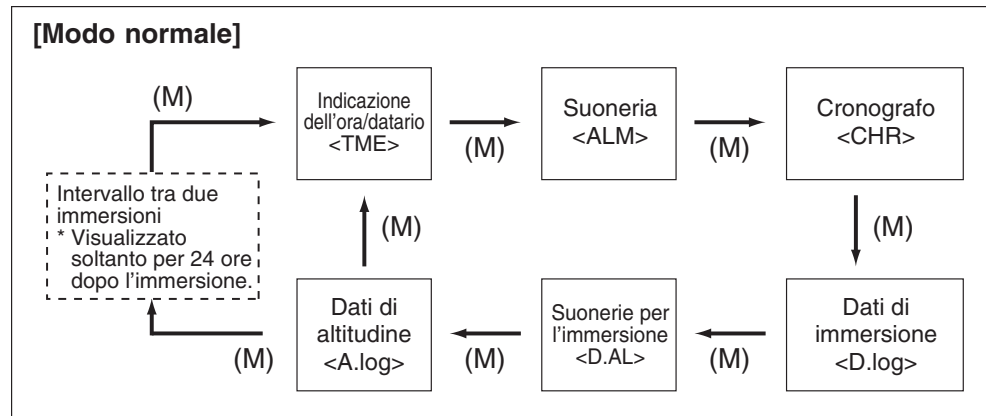 [Modo normale]
(M)
Indicazione
dell'ora/datario
<TME>
(M)
Suoneria
<ALM>
(M)
Cronografo
<CHR>
Intervallo tra due
immersioni
* Visualizzato
soltanto per 24 ore
dopo l'immersione.
(M)
(M)
(M)
Dati di
altitudine
<A.log>
(M)
Suonerie per
l'immersione
<D.AL>
(M)
Dati di
immersione
<D.log>